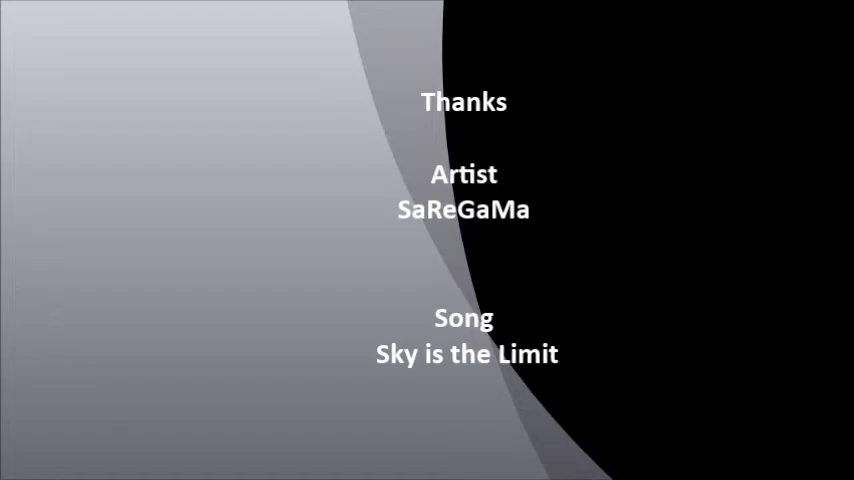 Thanks
Artist
SaReGaMa
Song
Sky is the Limit